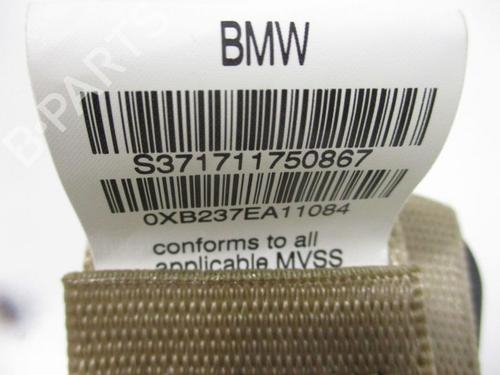 BMW
S371711750867
0XB237EA11084
conforms to all
applicable MVSS
B-PARTS